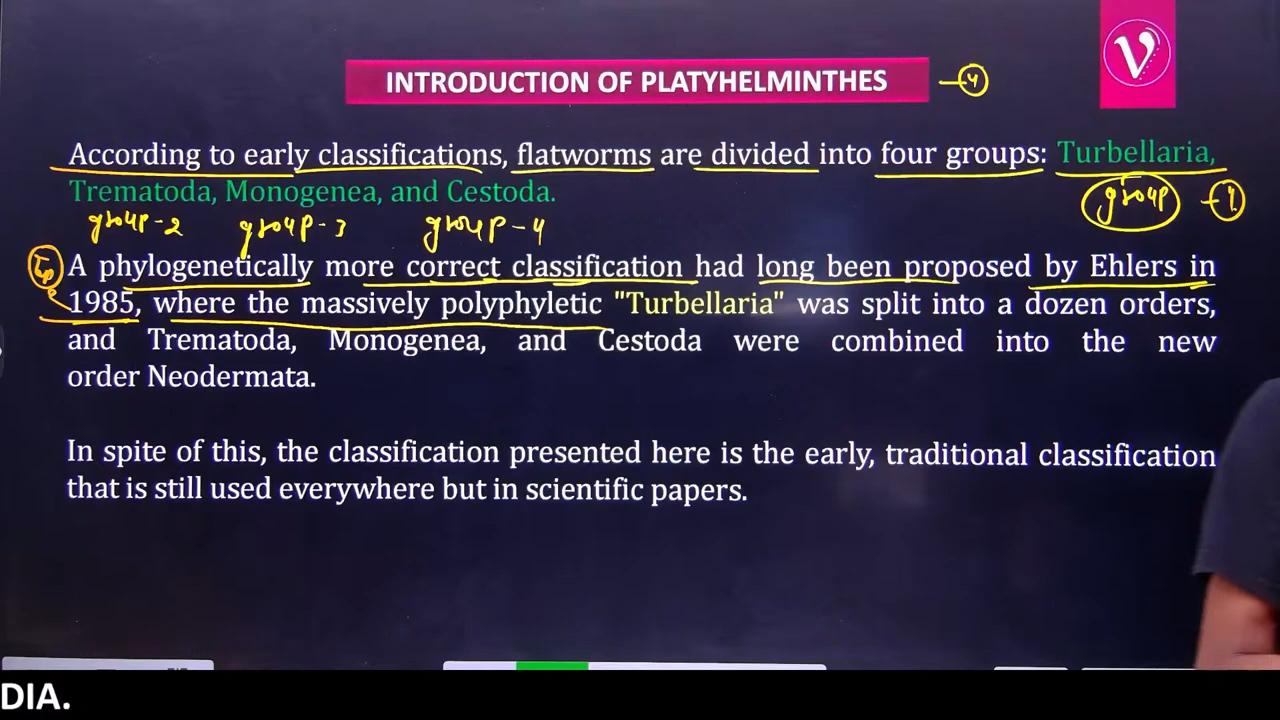 V
INTRODUCTION OF PLATYHELMINTHES -4
According to early classifications, flatworms are divided into four groups: Turbellaria,
Trematoda, Monogenea, and Cestoda.
group -1
group-2 group-3 group-4
Imp
A phylogenetically more correct classification had long been proposed by Ehlers in
1985, where the massively polyphyletic "Turbellaria" was split into a dozen orders,
and Trematoda, Monogenea, and Cestoda were combined into the new
order Neodermata.
In spite of this, the classification presented here is the early, traditional classification
that is still used everywhere but in scientific papers.
DIA.